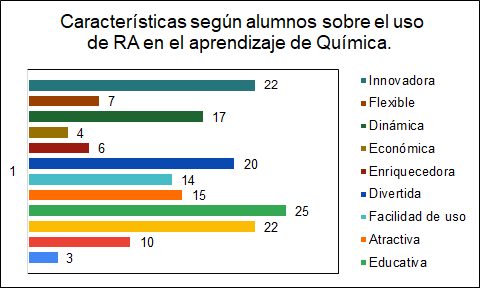 Características según alumnos sobre el uso
de RA en el aprendizaje de Química.
22
7
17
4
6
20
14
15
25
22
10
3
1
Innovadora
Flexible
Dinámica
Económica
Enriquecedora
Divertida
Facilidad de uso
Atractiva
Educativa